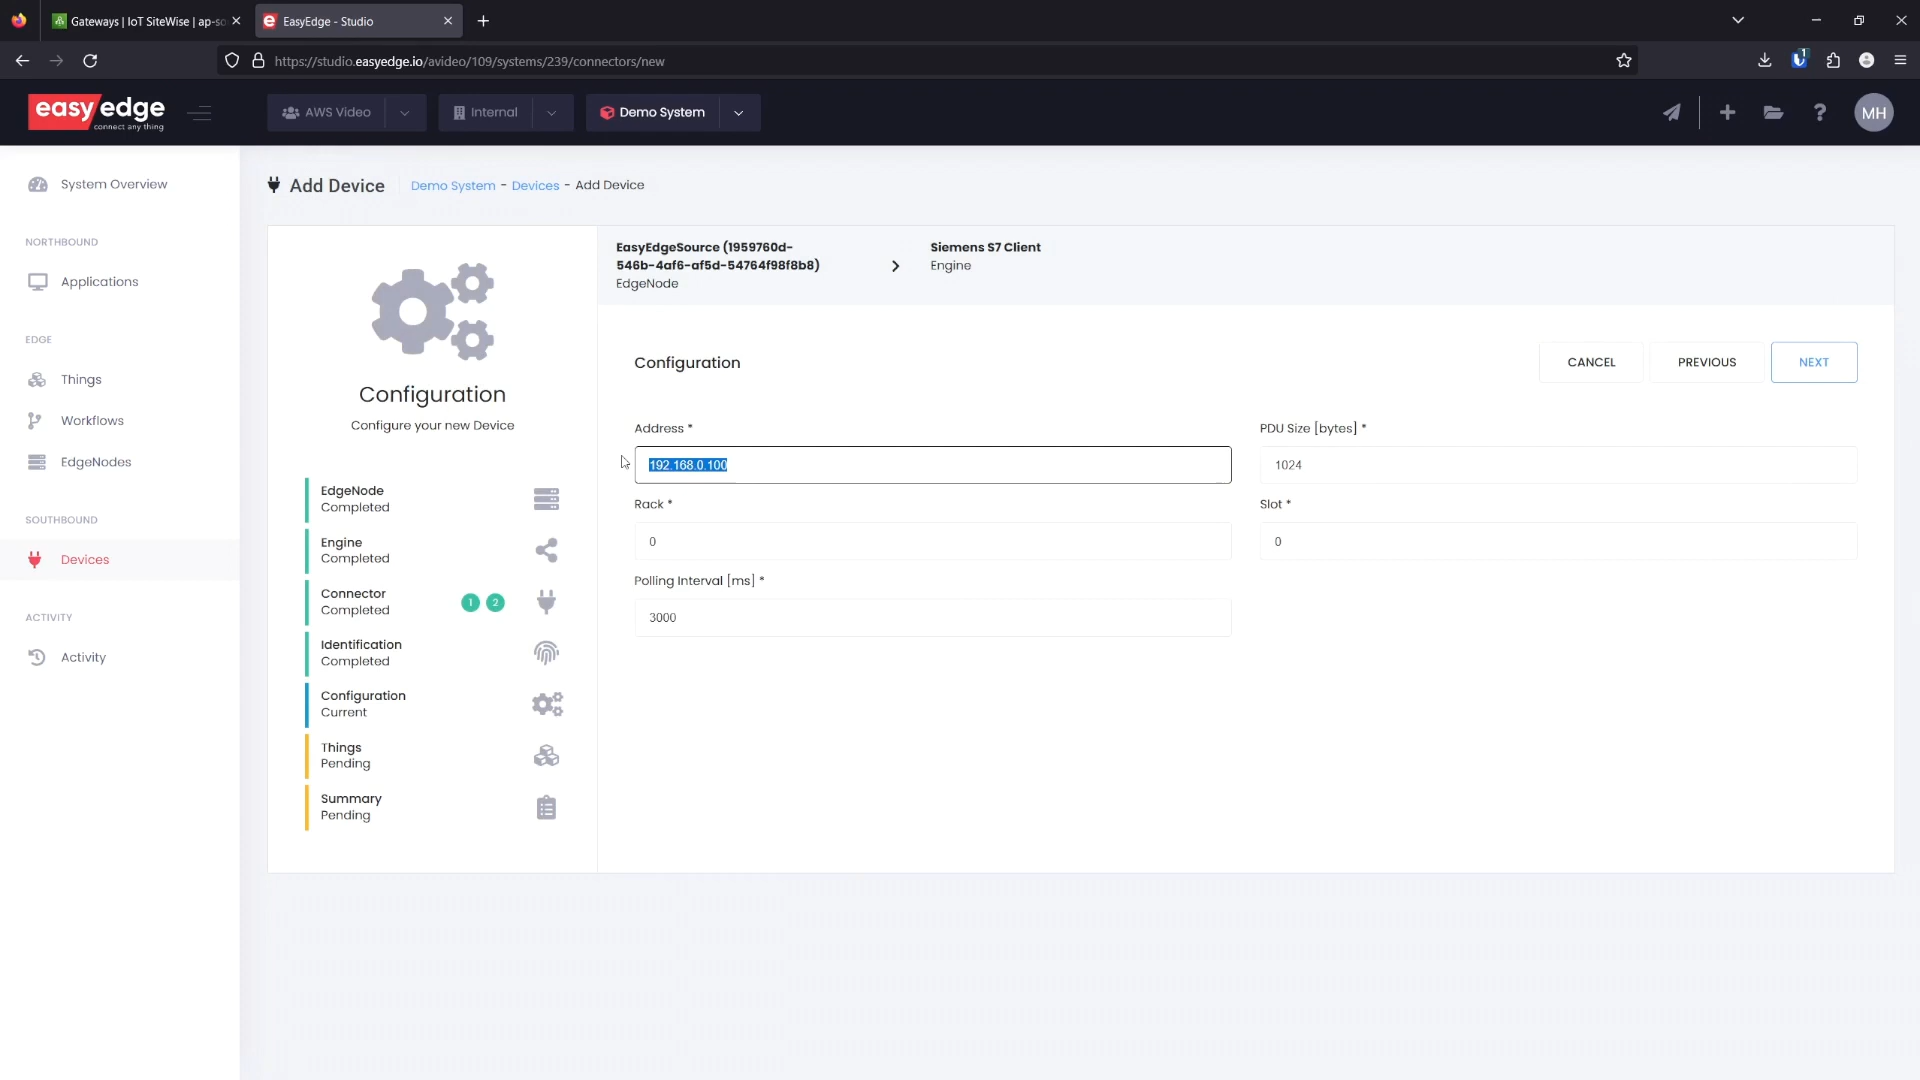 Gateways | IoT SiteWise | ap-so
EasyEdge - Studio
https://studio.easyedge.io/avideo/109/systems/239/connectors/new
1
easy edge
connect any thing
AWS Video
Internal
Demo System
MH
System Overview
NORTHBOUND
Applications
EDGE
Things
Workflows
EdgeNodes
SOUTHBOUND
Devices
ACTIVITY
Activity
Add Device
Demo System - Devices - Add Device
Configuration
Configure your new Device
EdgeNode
Completed
Engine
Completed
Connector
Completed
1 2
Identification
Completed
Configuration
Current
Things
Pending
Summary
Pending
EasyEdgeSource (1959760d-
546b-4af6-af5d-54764f98f8b8)
EdgeNode
Siemens S7 Client
Engine
Configuration
CANCEL
PREVIOUS
NEXT
Address *
192.168.0.100
PDU Size [bytes] *
1024
Rack *
0
Slot *
0
Polling Interval [ms] *
3000